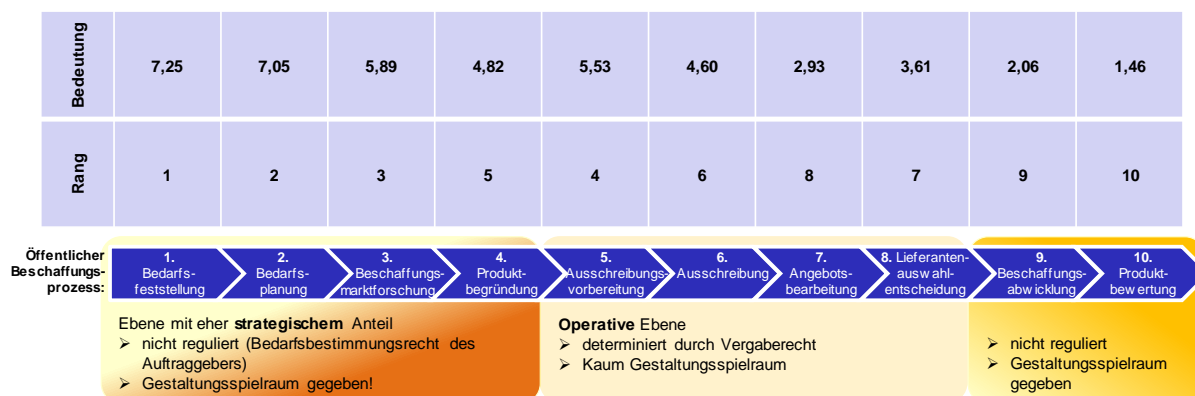 Bedeutung
7,25 7,05 5,89 4,82 5,53 4,60 2,93 3,61 2,06 1,46
Rang
1 2 3 5 4 6 8 7 9 10
Öffentlicher
Beschaffungs-
prozess:
1.
Bedarfs-
feststellung
2.
Bedarfs-
planung
3.
Beschaffungs-
marktforschung
4.
Produkt-
begründung
5.
Ausschreibungs-
vorbereitung
6.
Ausschreibung
7.
Angebots-
bearbeitung
8. Lieferanten-
auswahl-
entscheidung
9.
Beschaffungs-
abwicklung
10.
Produkt-
bewertung
Ebene mit eher strategischem Anteil
➢ nicht reguliert (Bedarfsbestimmungsrecht des
Auftraggebers)
➢ Gestaltungsspielraum gegeben!
Operative Ebene
➢ determiniert durch Vergaberecht
➢ Kaum Gestaltungsspielraum
➢ nicht reguliert
➢ Gestaltungsspielraum
gegeben